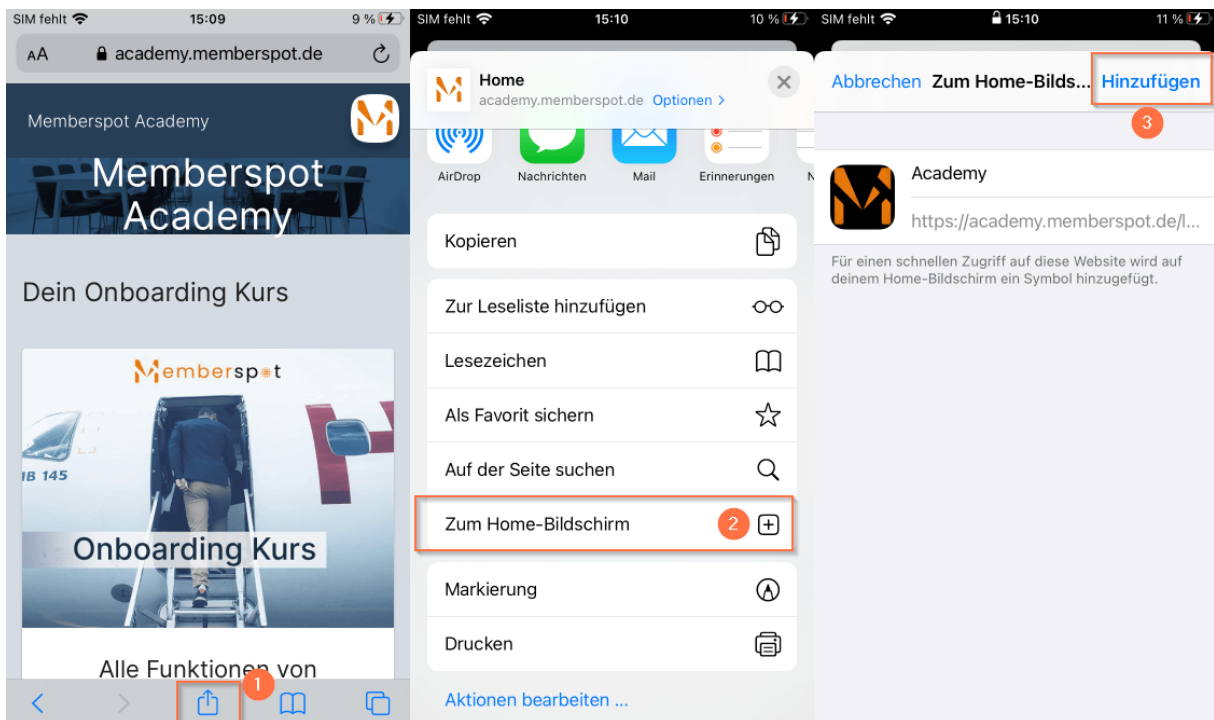 SIM fehlt 15:09 9 %
AA academy.memberspot.de
Memberspot Academy
Memberspot
Academy
Dein Onboarding Kurs
Memberspot
IB 145
Onboarding Kurs
Alle Funktionen von
1
SIM fehlt 15:10 10 %
Home
academy.memberspot.de Optionen >
AirDrop Nachrichten Mail Erinnerungen N
Kopieren
Zur Leseliste hinzufügen
Lesezeichen
Als Favorit sichern
Auf der Seite suchen
Zum Home-Bildschirm 2
Markierung
Drucken
Aktionen bearbeiten ...
SIM fehlt 15:10 11 %
Abbrechen Zum Home-Bilds... Hinzufügen
3
Academy
https://academy.memberspot.de/l...
Für einen schnellen Zugriff auf diese Website wird auf
deinem Home-Bildschirm ein Symbol hinzugefügt.